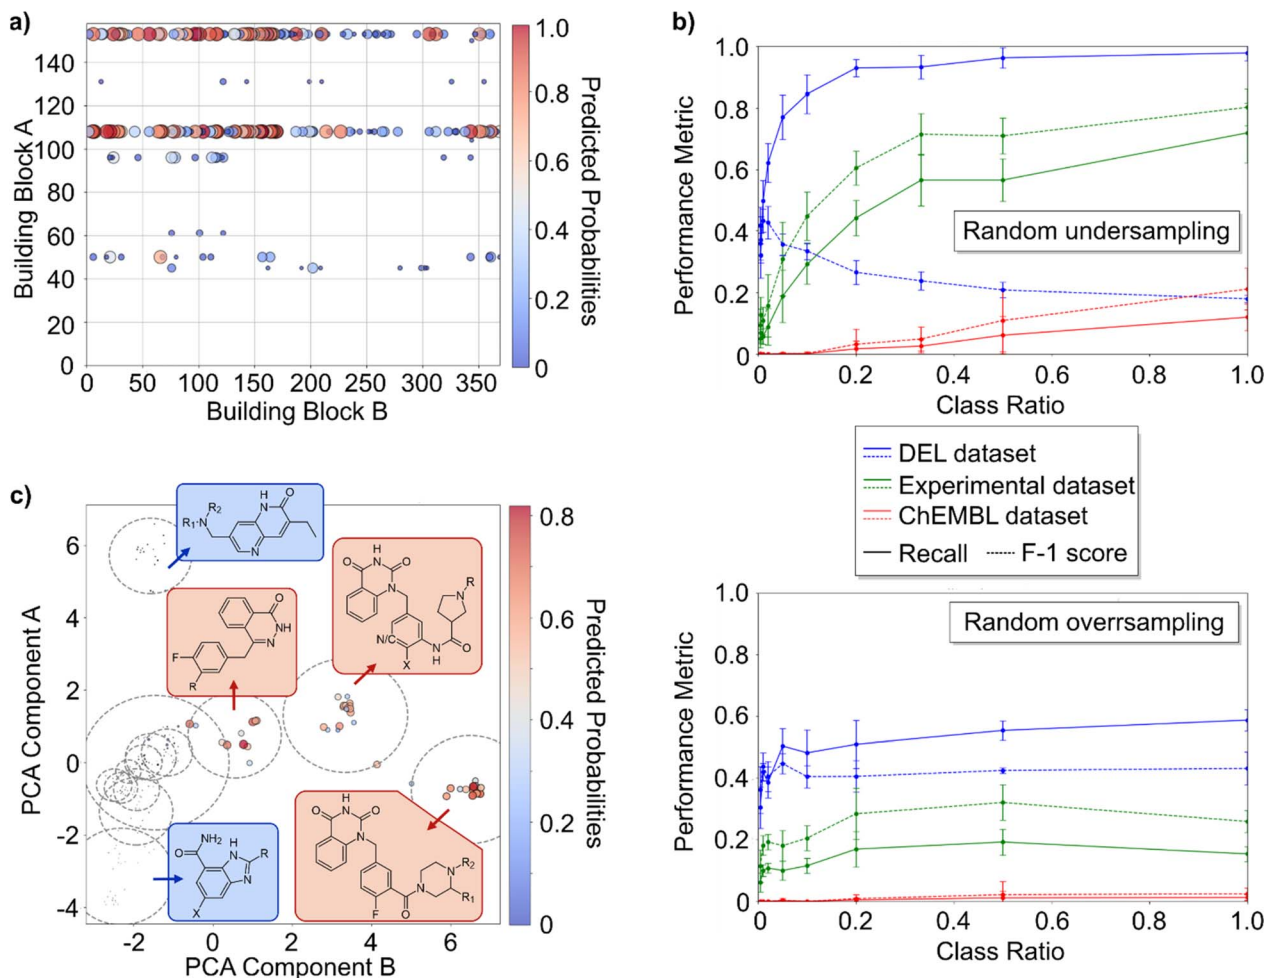 a)
Building Block A
140
120
100
80
60
40
20
0
0 50 100 150 200 250 300 350
Building Block B
1.0
0.8
0.6
0.4
0.2
0
Predicted Probabilities
b)
Performance Metric
1.0
0.8
0.6
0.4
0.2
0
Random undersampling
0 0.2 0.4 0.6 0.8 1.0
Class Ratio
DEL dataset
Experimental dataset
ChEMBL dataset
Recall F-1 score
c)
PCA Component A
6
4
2
0
-2
-4
-2 0 2 4 6
PCA Component B
H
N O
R2
R1 N
N
O
NH
N
F
R
H
O N O
N
R
N
N/C
N
H O
X
H
O N O
N
R2
N
N R1
F O
NH2 H
O N R
N
X
0.8
0.6
0.4
0.2
0
Predicted Probabilities
Performance Metric
1.0
0.8
0.6
0.4
0.2
0
Random overrsampling
0 0.2 0.4 0.6 0.8 1.0
Class Ratio